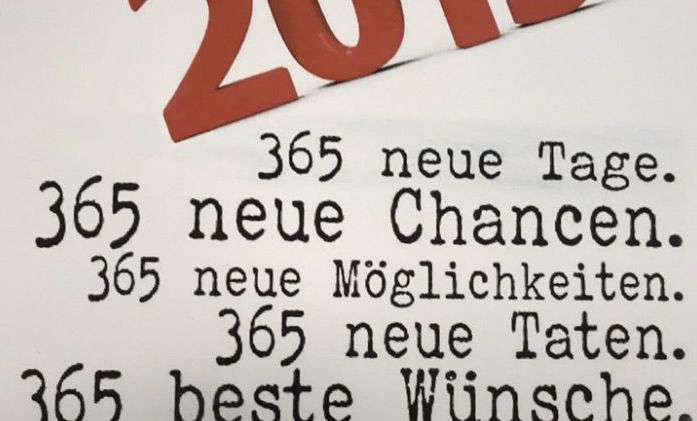 365 neue Tage.
365 neue Chancen.
365 neue Möglichkeiten.
365 neue Taten.
365 beste Wünsche.